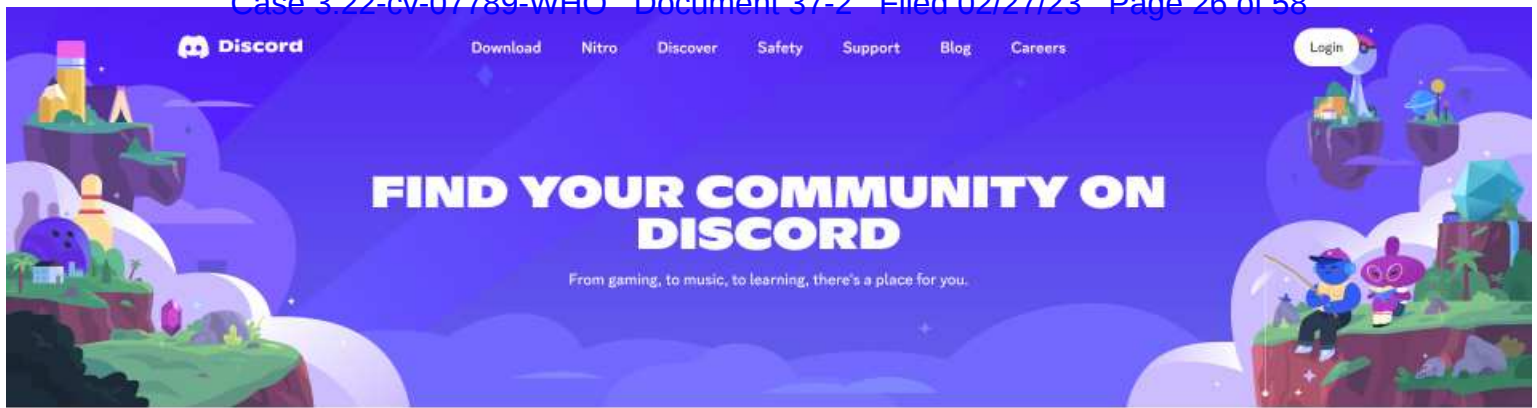 Case 3:22-cv-07789-WHO Document 37-2 Filed 02/27/23 Page 26 of 58
Discord Download Nitro Discover Safety Support Blog Careers Login
FIND YOUR COMMUNITY ON
DISCORD
From gaming, to music, to learning, there's a place for you.